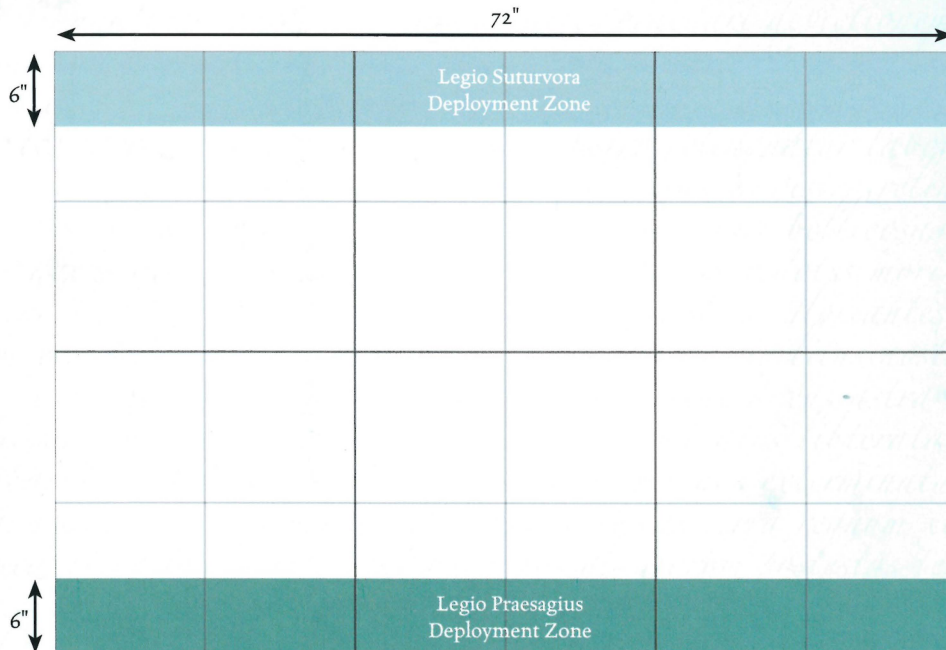 72"
6"
Legio Suturvora
Deployment Zone
6"
Legio Praesagius
Deployment Zone